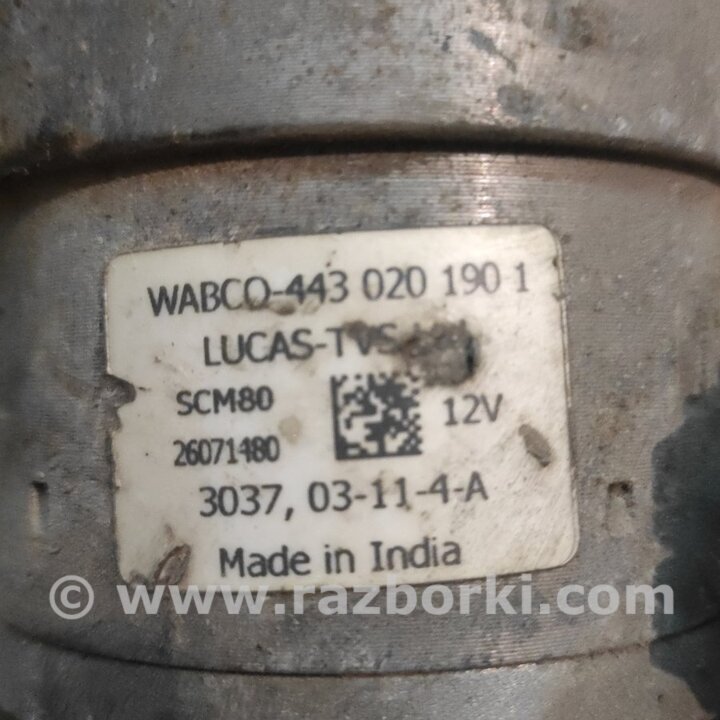 WABCO-443 020 190 1
LUCAS-TVS
SCM80
12V
26071480
3037, 03-11-4-A
Made in India
© www.razborki.com